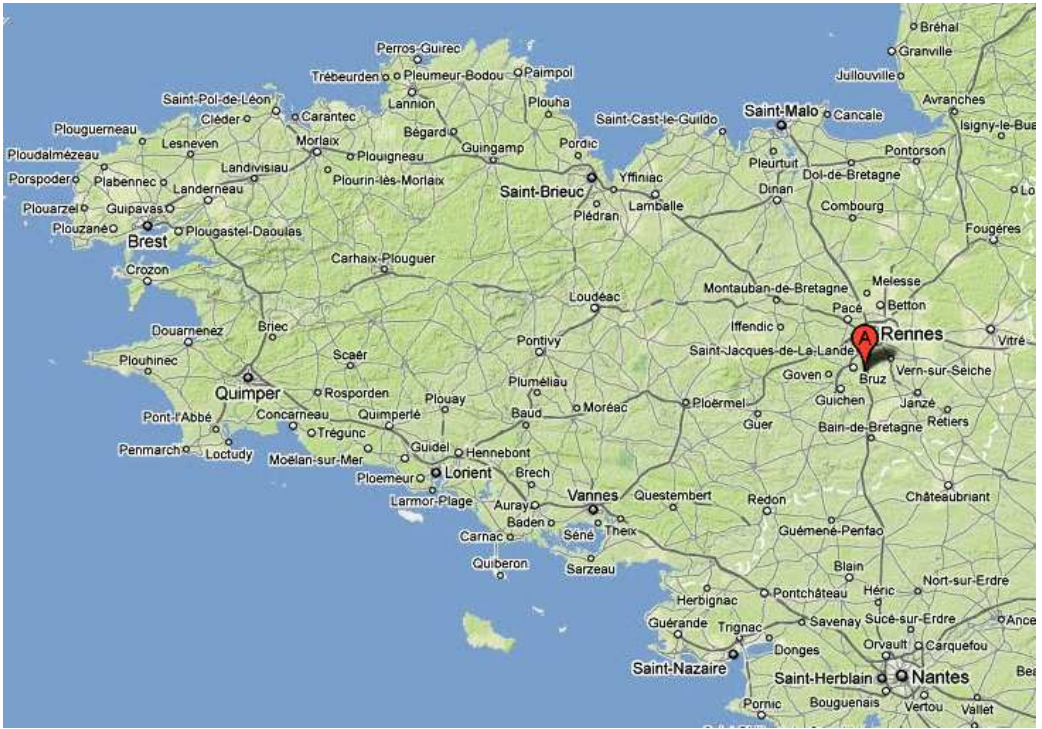 Bréhal
Perros-Guirec
Granville
Trébeurden
Pleumeur-Bodou
Paimpol
Jullouville
Saint-Pol-de-Léon
Lannion
Plouha
Saint-Malo
Cancale
Avranches
Cléder
Carantec
Saint-Cast-le-Guildo
Isigny-le-Bua
Plouguerneau
Lesneven
Morlaix
Bégard
Guingamp
Pordic
Pleurtuit
Pontorson
Ploudalmézeau
Landivisiau
Plouigneau
Dol-de-Bretagne
Porspoder
Plabennec
Landerneau
Plourin-lès-Morlaix
Saint-Brieuc
Yffiniac
Dinan
Lo
Plouarzel
Guipavas
Plédran
Lamballe
Combourg
Plouzané
Brest
Plougastel-Daoulas
Fougères
Crozon
Carhaix-Plouguer
Loudéac
Montauban-de-Bretagne
Melesse
Pacé
Betton
Douarnenez
Briec
Iffendic
A
Rennes
Vitré
Plouhinec
Scaër
Pontivy
Saint-Jacques-de-La-Lande
Quimper
Rosporden
Pluméliau
Goven
Bruz
Vern-sur-Seiche
Pont-l'Abbé
Concarneau
Quimperlé
Plouay
Baud
Moréac
Ploërmel
Guer
Guichen
Janzé
Retiers
Penmarch
Loctudy
Trégunc
Moëlan-sur-Mer
Guidel
Hennebont
Bain-de-Bretagne
Ploemeur
Lorient
Brech
Larmor-Plage
Auray
Vannes
Questembert
Redon
Châteaubriant
Carnac
Baden
Séné
Theix
Guémené-Penfao
Quiberon
Sarzeau
Blain
Herbignac
Pontchâteau
Héric
Nort-sur-Erdre
Guérande
Trignac
Savenay
Sucé-sur-Erdre
Ance
Saint-Nazaire
Donges
Orvault
Carquefou
Saint-Herblain
Nantes
Bea
Pornic
Bouguenais
Vertou
Vallet